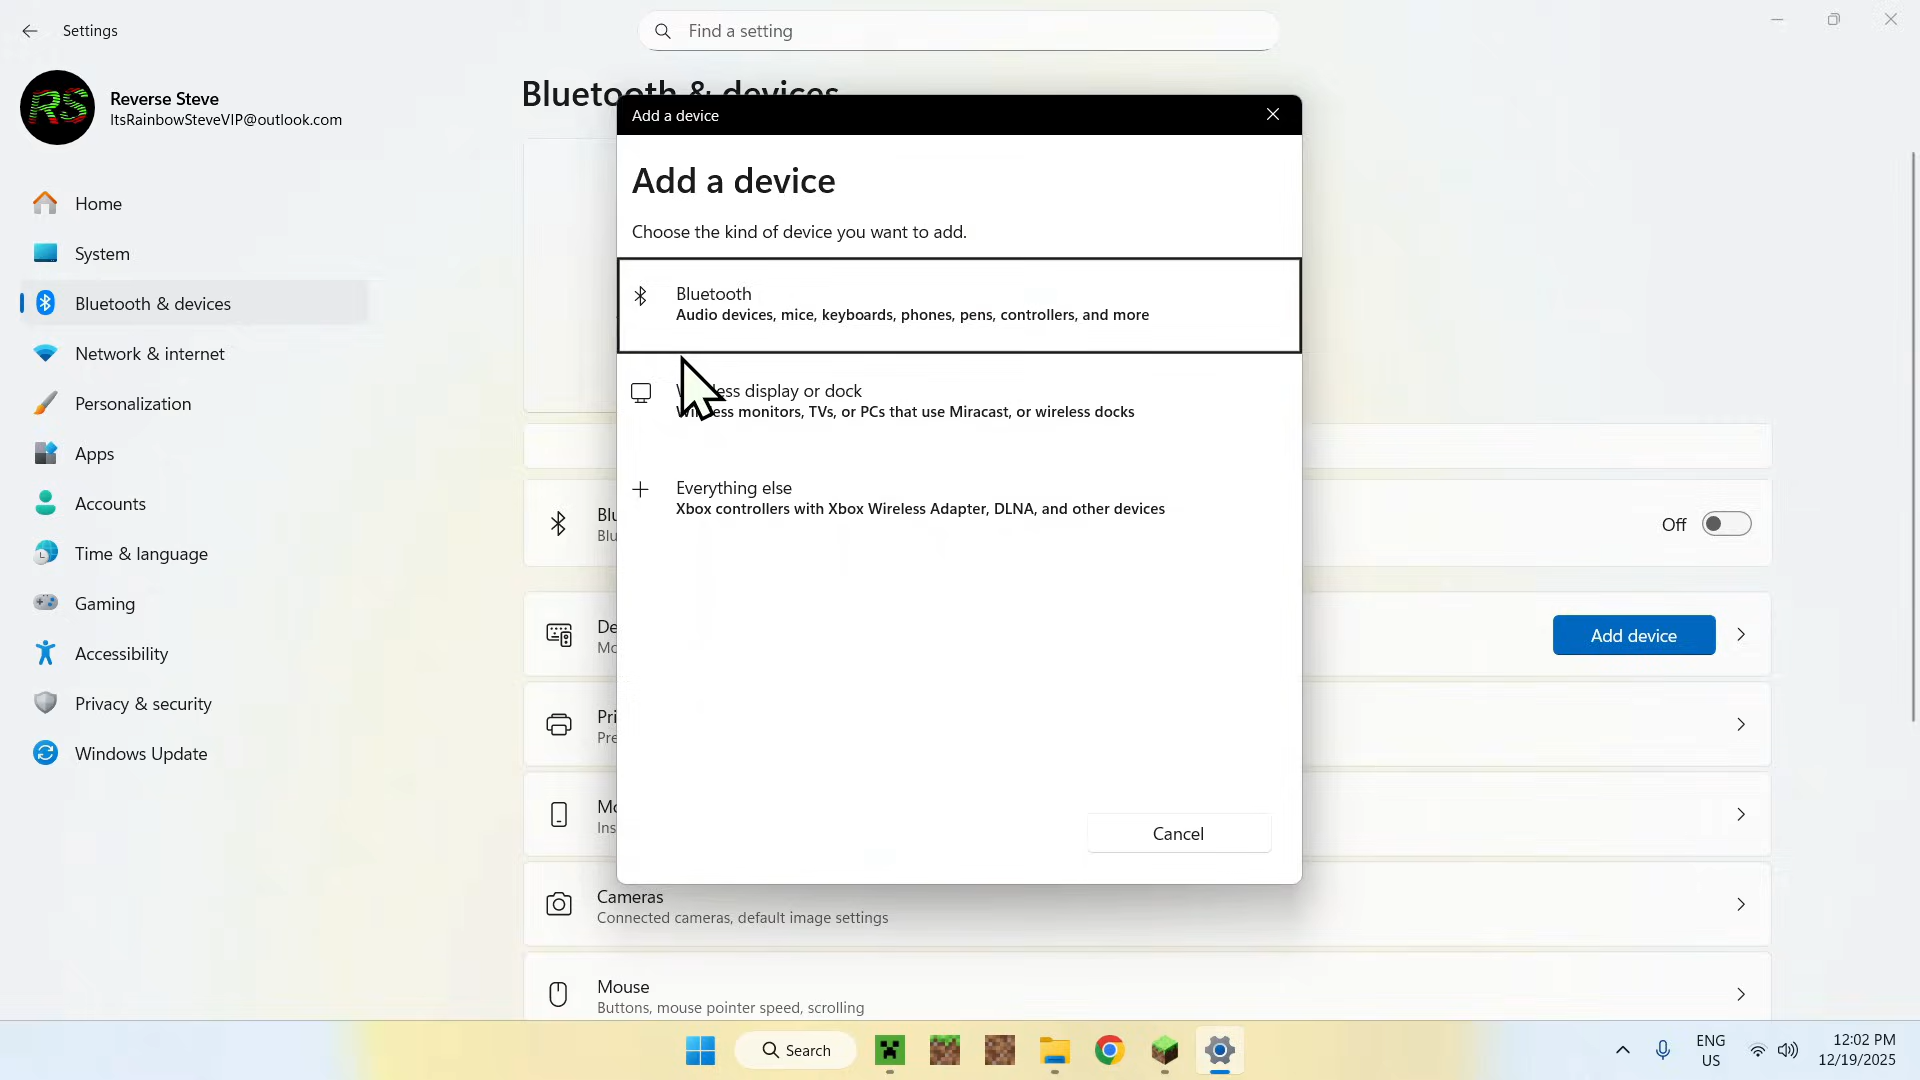 Settings
Find a setting
RS
Reverse Steve
ItsRainbowSteveVIP@outlook.com
Home
System
Bluetooth & devices
Network & internet
Personalization
Apps
Accounts
Time & language
Gaming
Accessibility
Privacy & security
Windows Update
Bluetooth & devices
Add a device
Add a device
Choose the kind of device you want to add.
Bluetooth
Audio devices, mice, keyboards, phones, pens, controllers, and more
display or dock
monitors, TVs, or PCs that use Miracast, or wireless docks
Everything else
Xbox controllers with Xbox Wireless Adapter, DLNA, and other devices
Cancel
Off
Add device
Cameras
Connected cameras, default image settings
Mouse
Buttons, mouse pointer speed, scrolling
Search
ENG
US
12:02 PM
12/19/2025